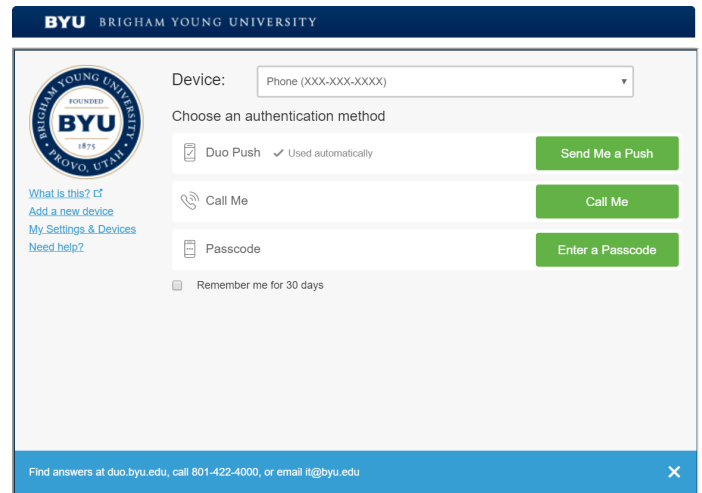 BYU BRIGHAM YOUNG UNIVERSITY
BRIGHAM YOUNG UNIVERSITY
FOUNDED
BYU
1875
PROVO, UTAH
What is this?
Add a new device
My Settings & Devices
Need help?
Device: Phone (XXX-XXX-XXXX)
Choose an authentication method
Duo Push Used automatically Send Me a Push
Call Me Call Me
Passcode Enter a Passcode
Remember me for 30 days
Find answers at duo.byu.edu, call 801-422-4000, or email it@byu.edu